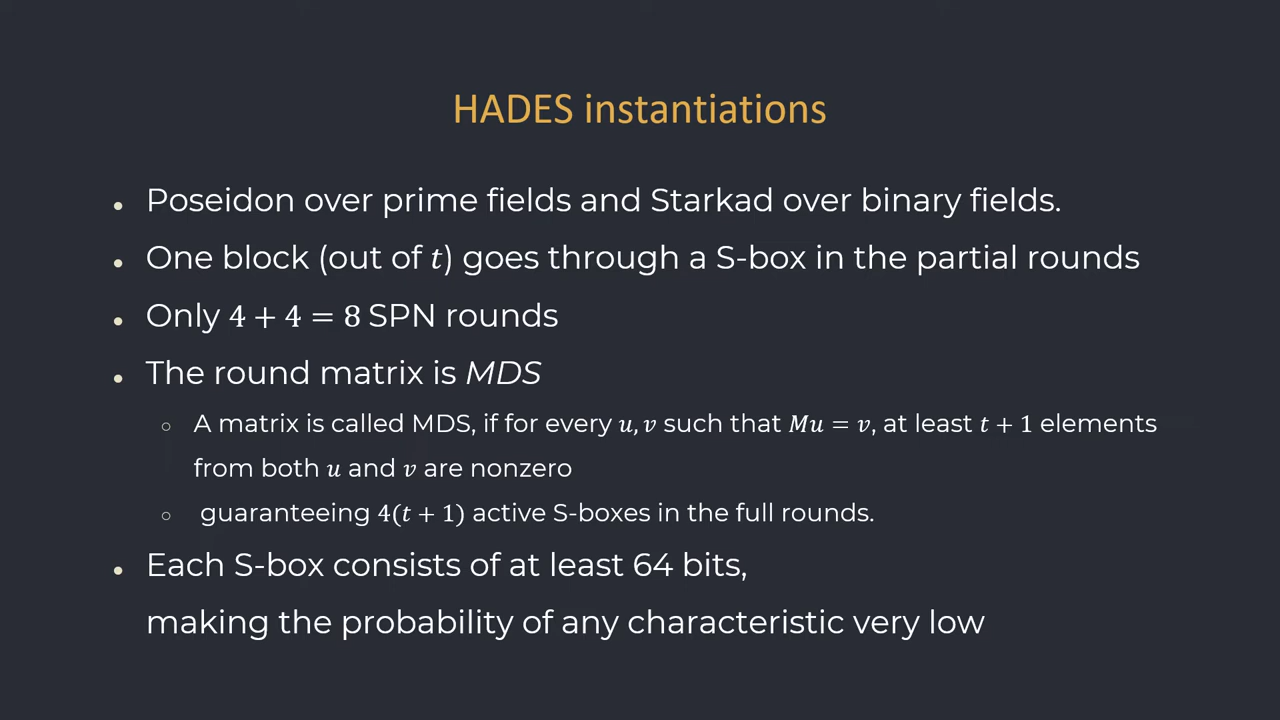 HADES instantiations
• Poseidon over prime fields and Starkad over binary fields.
• One block (out of t) goes through a S-box in the partial rounds
• Only 4 + 4 = 8 SPN rounds
• The round matrix is MDS
○ A matrix is called MDS, if for every u, v such that Mu = v, at least t + 1 elements
from both u and v are nonzero
○ guaranteeing 4(t + 1) active S-boxes in the full rounds.
• Each S-box consists of at least 64 bits,
making the probability of any characteristic very low